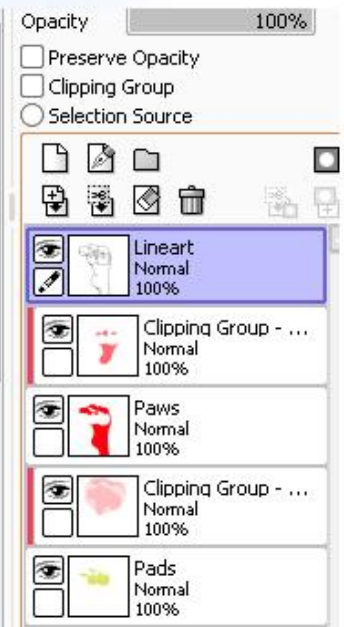 Opacity 100%
Preserve Opacity
Clipping Group
Selection Source
Lineart
Normal
100%
Clipping Group - ...
Normal
100%
Paws
Normal
100%
Clipping Group - ...
Normal
100%
Pads
Normal
100%